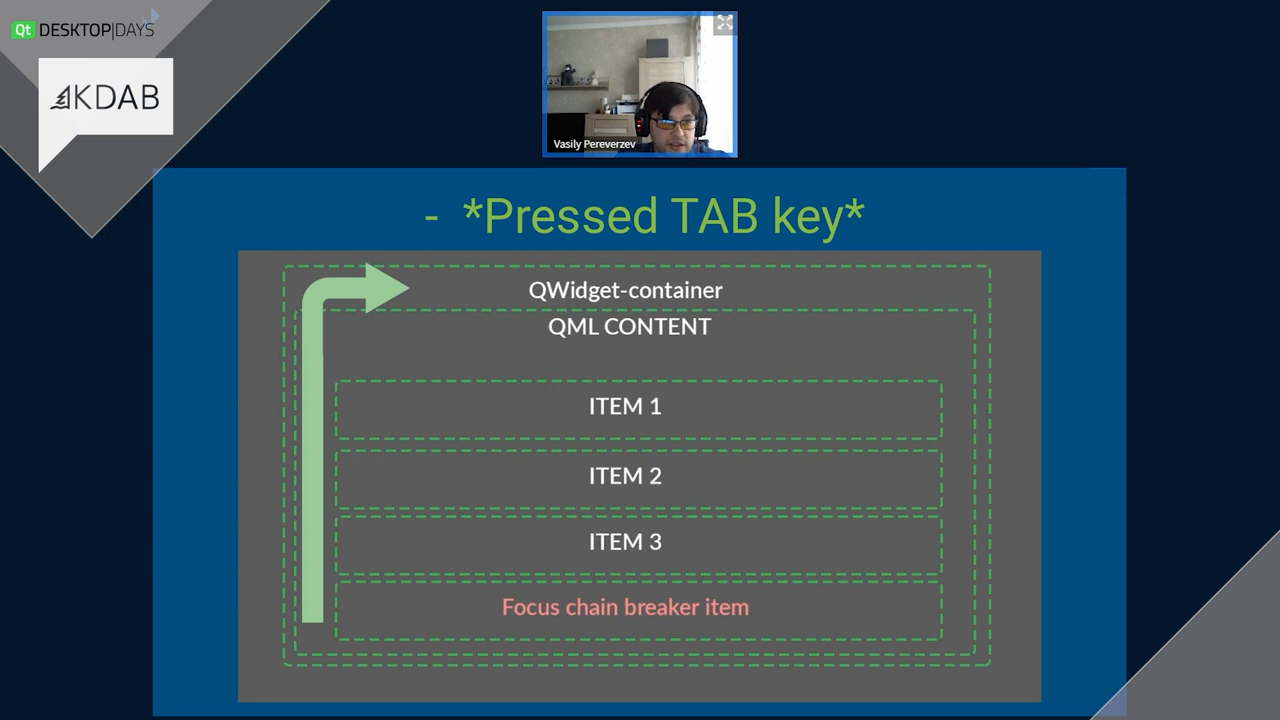 Qt DESKTOP|DAYS
KDAB
Vasily Pereverzev
- *Pressed TAB key*
QWidget-container
QML CONTENT
ITEM 1
ITEM 2
ITEM 3
Focus chain breaker item